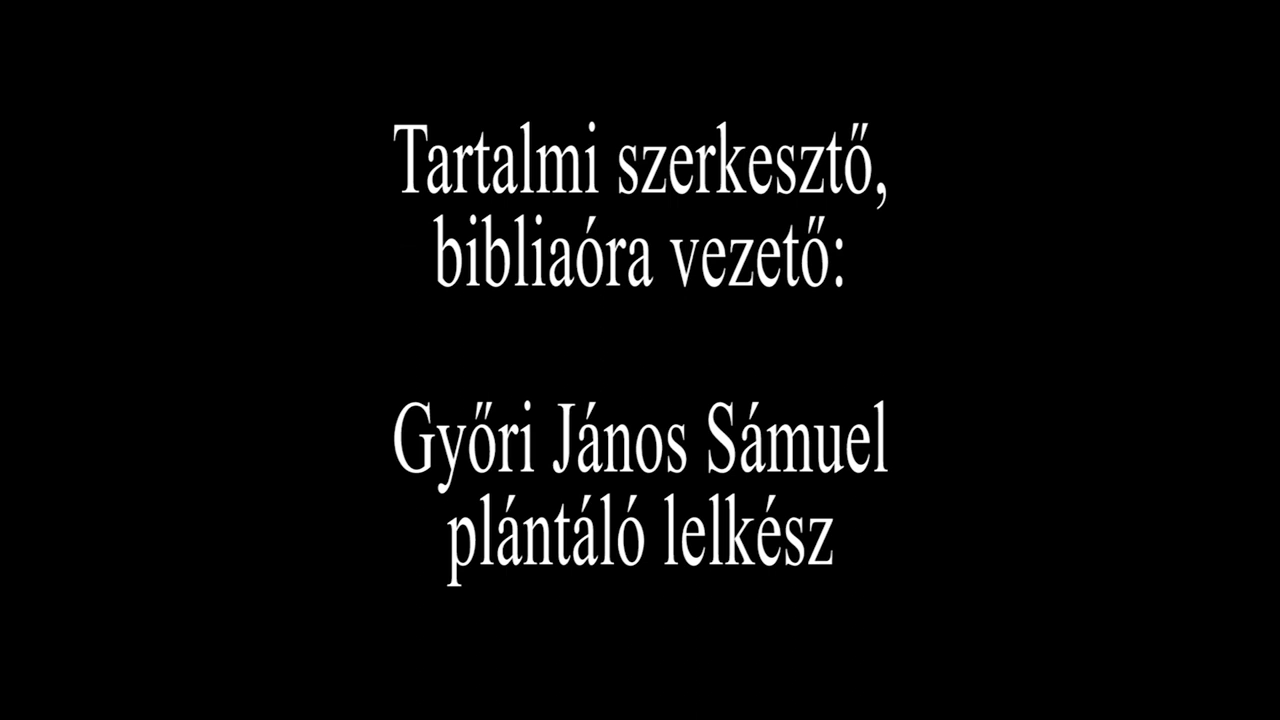 Tartalmi szerkesztő,
bibliaóra vezető:
Győri János Sámuel
plántáló lelkész